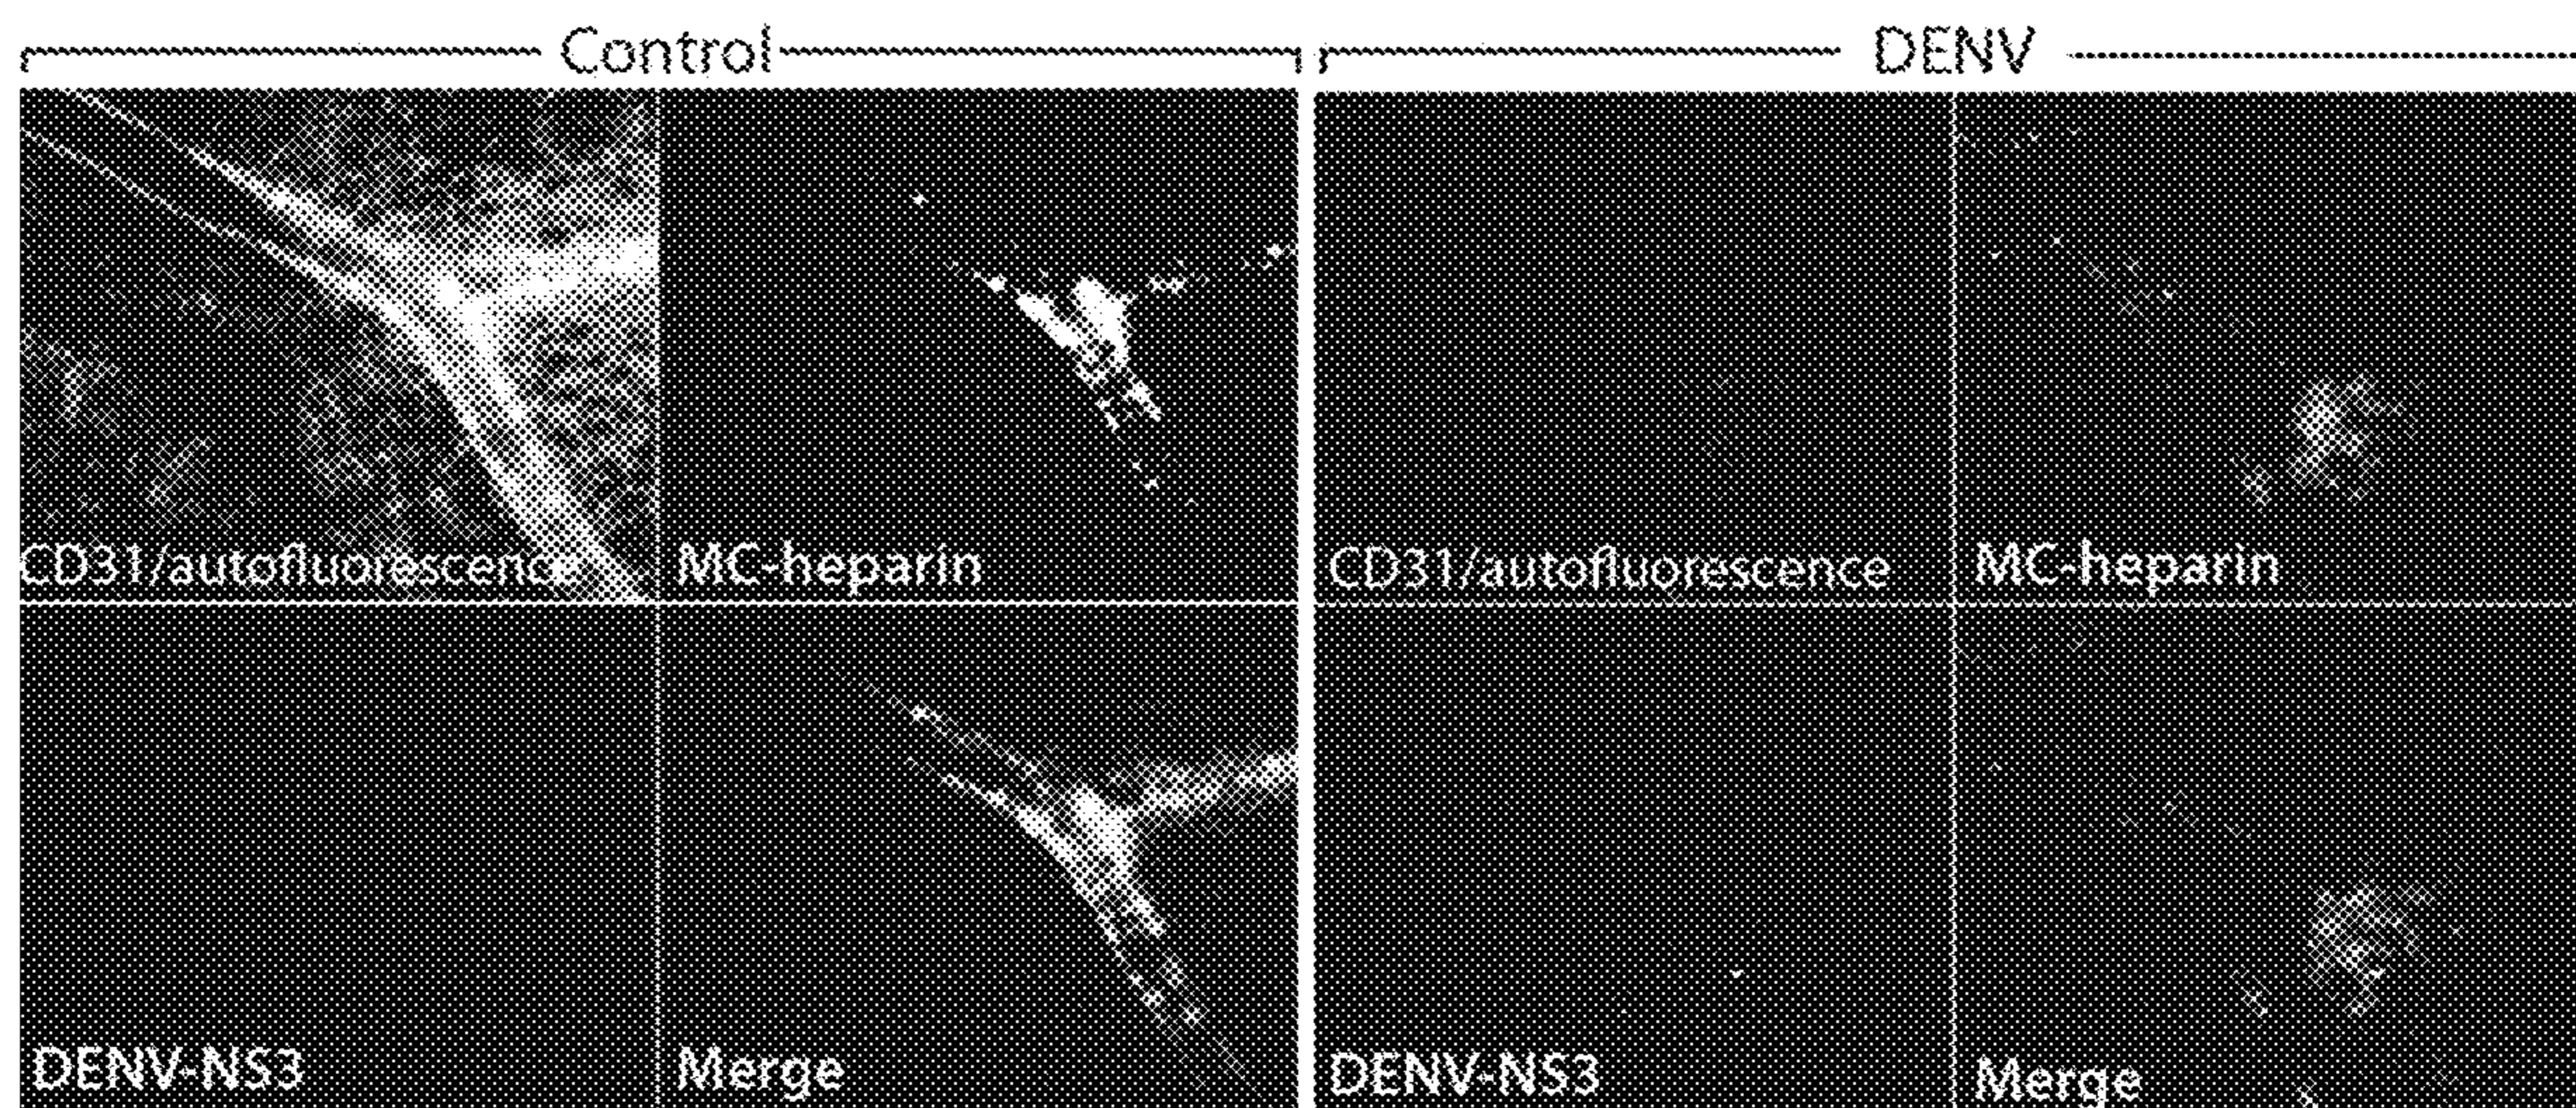 Control
DENV
CD31/autofluorescence
MC-heparin
CD31/autofluorescence
MC-heparin
DENV-NS3
Merge
DENV-NS3
Merge